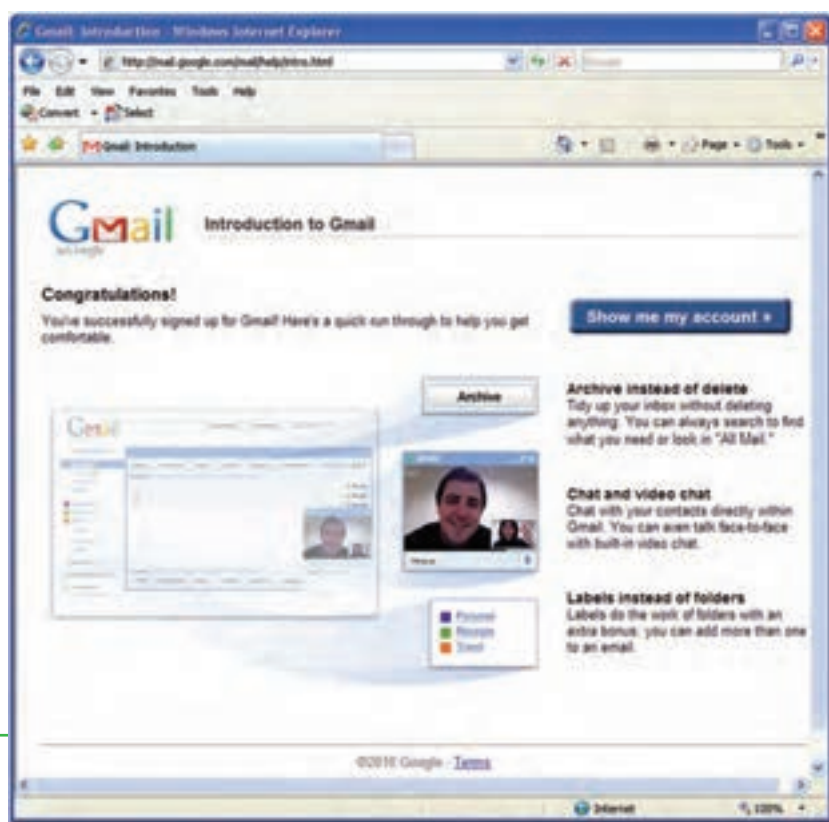 Gmail: Introduction - Windows Internet Explorer
http://mail.google.com/mail/help/intro.html
File Edit View Favorites Tools Help
Convert Select
Gmail: Introduction
Page Tools
Gmail
by Google
Introduction to Gmail
Congratulations!
You've successfully signed up for Gmail! Here's a quick run through to help you get
comfortable.
Show me my account »
Archive
Archive instead of delete
Tidy up your inbox without deleting
anything. You can always search to find
what you need or look in "All Mail."
Gmail
Chat and video chat
Chat with your contacts directly within
Gmail. You can even talk face-to-face
with built-in video chat.
Personal
Receipts
Travel
Labels instead of folders
Labels do the work of folders with an
extra bonus: you can add more than one
to an email.
©2010 Google - Terms
Internet
100%